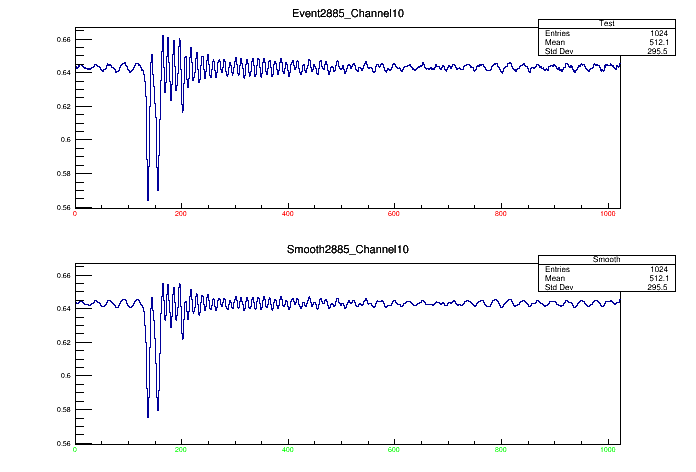 Event2885_Channel10
Test
Entries 1024
Mean 512.1
Std Dev 295.5
0.66
0.64
0.62
0.6
0.58
0.56
0 200 400 600 800 1000
Smooth2885_Channel10
Smooth
Entries 1024
Mean 512.1
Std Dev 295.5
0.66
0.64
0.62
0.6
0.58
0.56
0 200 400 600 800 1000